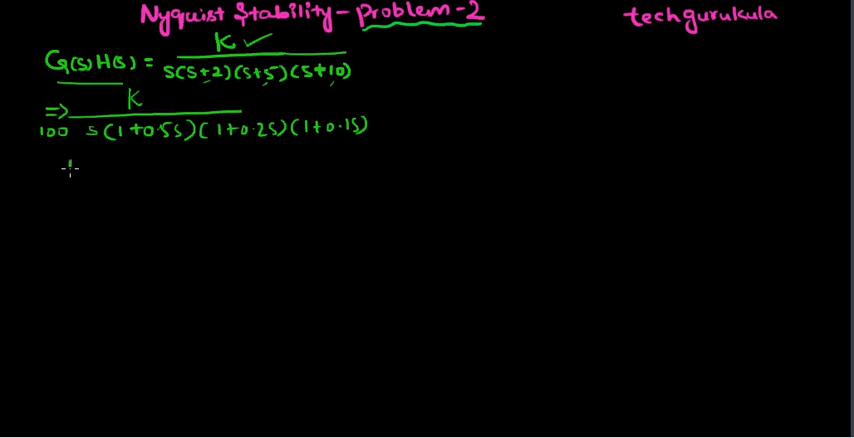 Nyquist Stability - problem-2 techgurukula
K ✓
G(s)H(s) = s(s+2)(s+5)(s+10)
K
=>
100 s(1+0.5s)(1+0.2s)(1+0.1s)